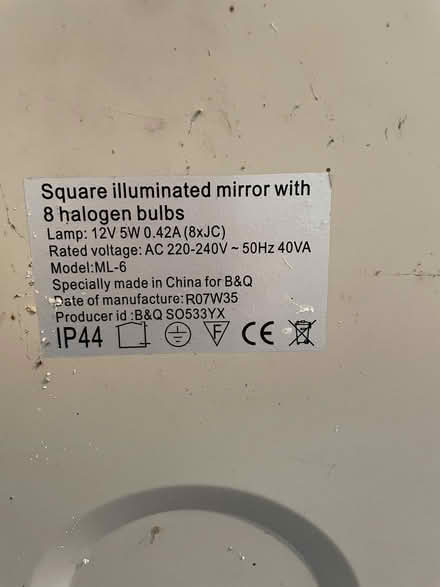 Square illuminated mirror with
8 halogen bulbs
Lamp: 12V 5W 0.42A (8xJC)
Rated voltage: AC 220-240V ~ 50Hz 40VA
Model:ML-6
Specially made in China for B&Q
Date of manufacture:R07W35
Producer id :B&Q SO533YX
IP44 F CE